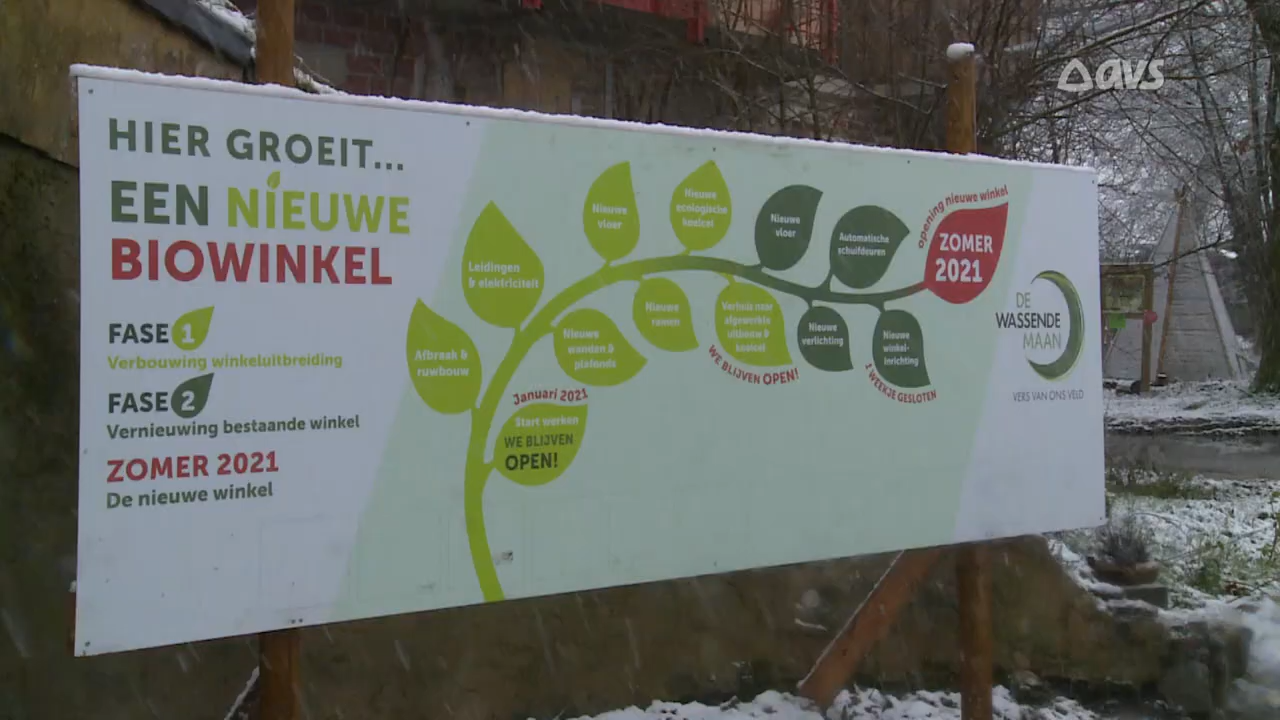 avs
HIER GROEIT...
EEN NIEUWE
BIOWINKEL
FASE 1
Verbouwing winkeluitbreiding
FASE 2
Vernieuwing bestaande winkel
ZOMER 2021
De nieuwe winkel
Januari 2021
Start werken
WE BLIJVEN
OPEN!
Afbraak &
ruwbouw
Leidingen
& elektriciteit
Nieuwe
wanden &
plafonds
Nieuwe
vloer
Nieuwe
ramen
Nieuwe
ecologische
koelcel
Verhuis naar
afgewerkte
uitbouw &
koelcel
WE BLIJVEN OPEN!
Nieuwe
vloer
Nieuwe
verlichting
Automatische
schuifdeuren
Nieuwe
winkel-
inrichting
1 WEEKJE GESLOTEN
opening nieuwe winkel
ZOMER
2021
DE
WASSENDE
MAAN
VERS VAN ONS VELD